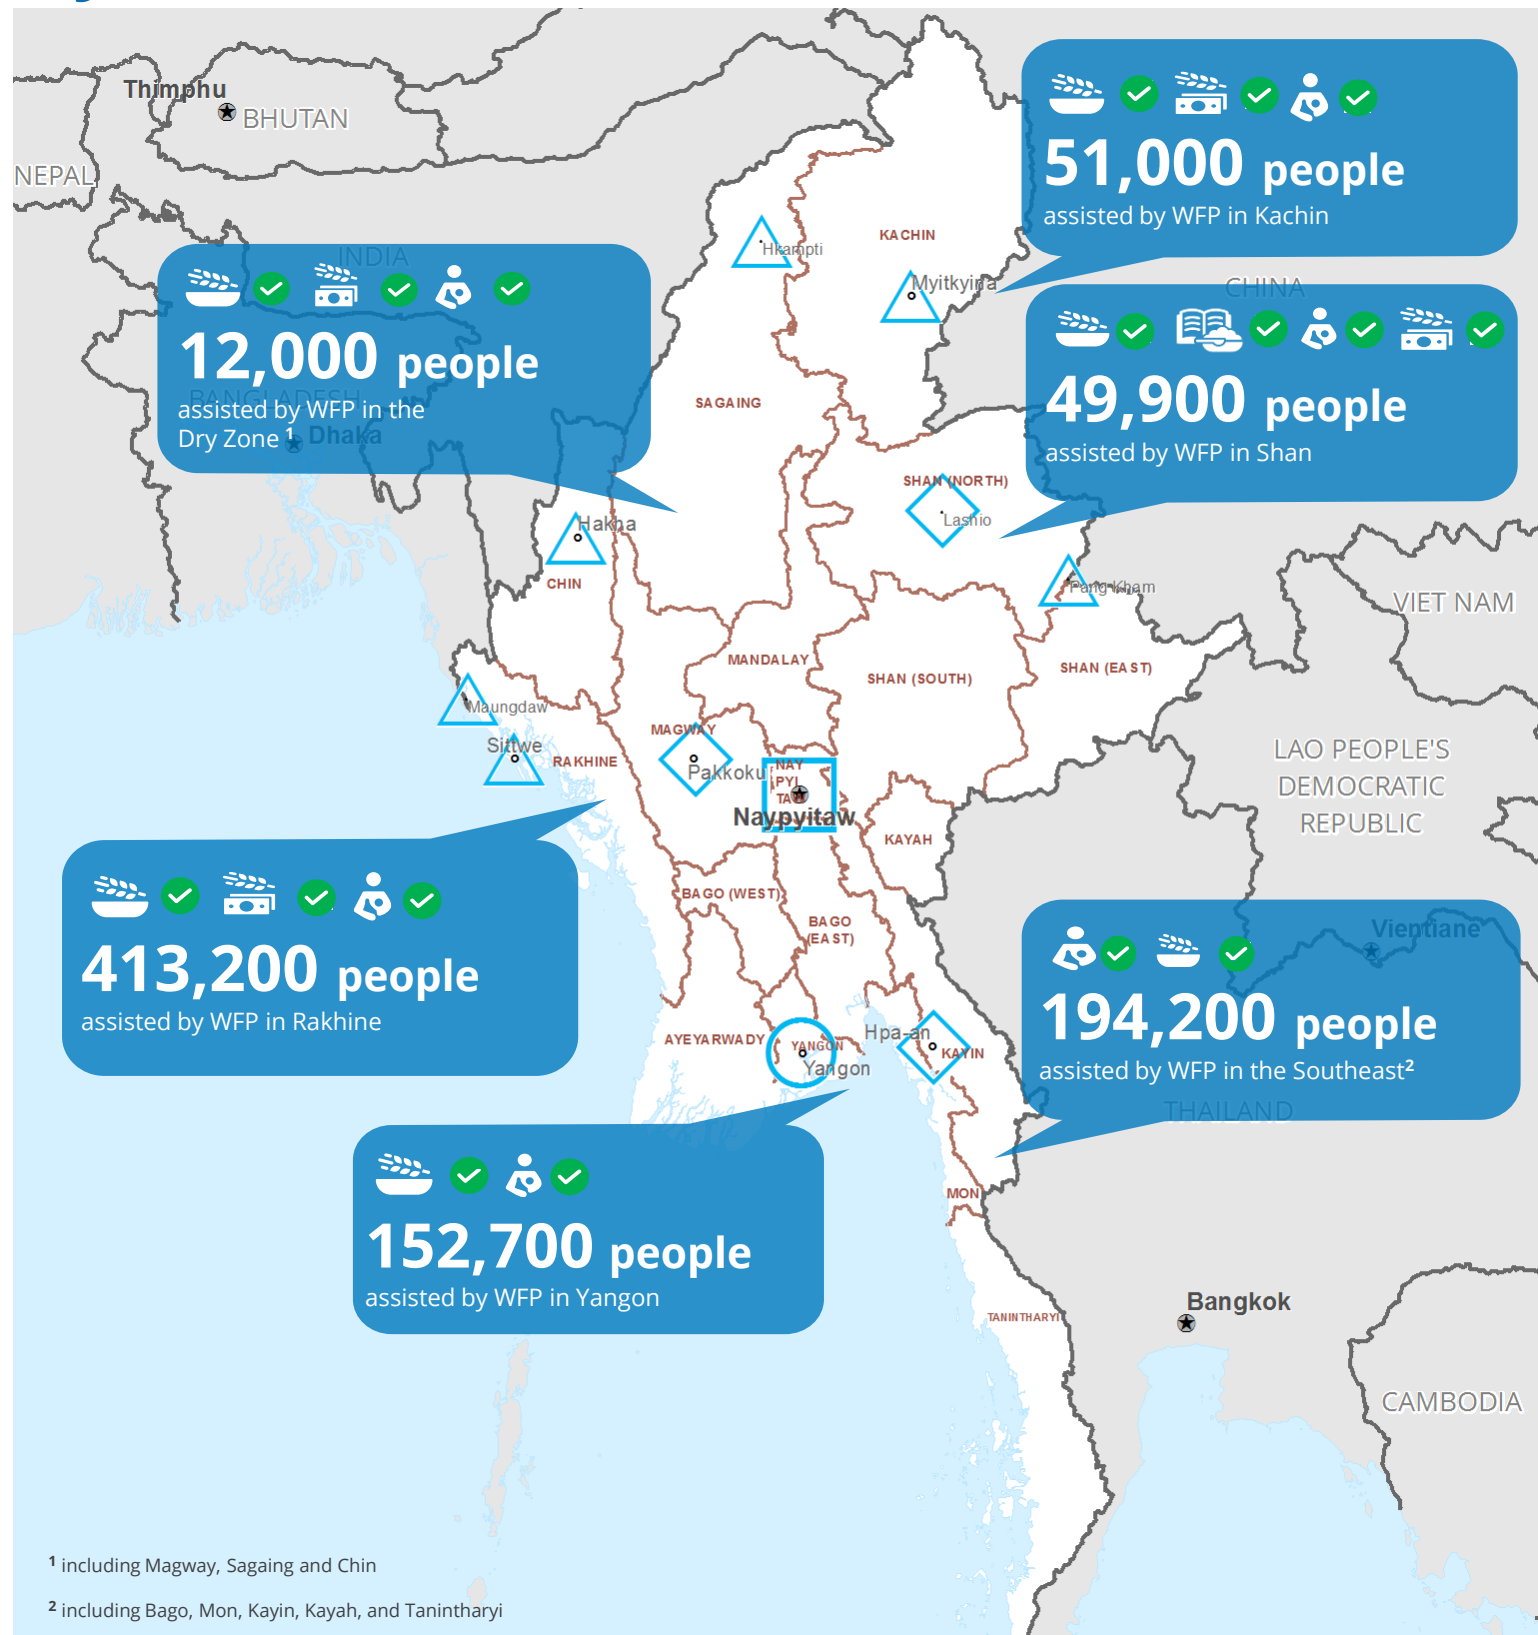 Thimphu
BHUTAN
NEPAL
INDIA
51,000 people
assisted by WFP in Kachin
KACHIN
Hkampti
Myitkyina
CHINA
12,000 people
BANGLADESH
assisted by WFP in the
Dry Zone 1
Dhaka
SAGAING
49,900 people
assisted by WFP in Shan
SHAN (NORTH)
Lashio
Hakha
CHIN
Pang Kham
VIET NAM
MANDALAY
SHAN (SOUTH)
SHAN (EAST)
Maungdaw
MAGWAY
Sittwe
RAKHINE
Pakkoku
NAY
PYI
TAW
Naypyitaw
LAO PEOPLE'S
DEMOCRATIC
REPUBLIC
KAYAH
BAGO (WEST)
BAGO
(EAST)
413,200 people
assisted by WFP in Rakhine
Vientiane
194,200 people
assisted by WFP in the Southeast2
AYEYARWADY
YANGON
Yangon
Hpa-an
KAYIN
THAILAND
152,700 people
assisted by WFP in Yangon
MON
TANINTHARYI
Bangkok
CAMBODIA
1 including Magway, Sagaing and Chin
2 including Bago, Mon, Kayin, Kayah, and Tanintharyi